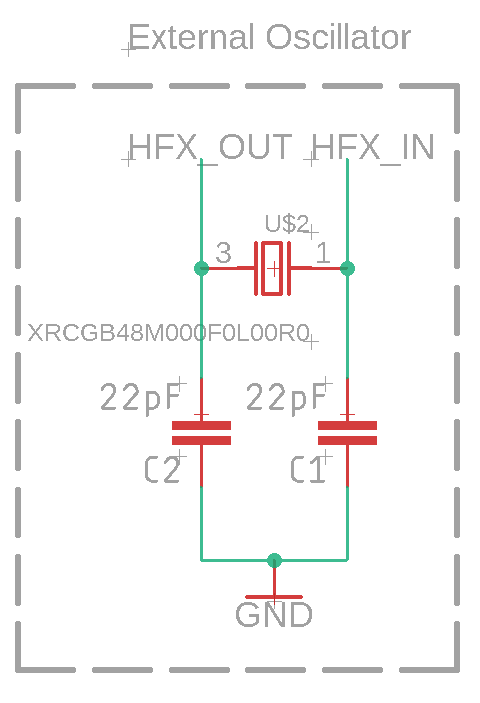 External Oscillator
HFX_OUT HFX_IN
U$2
3 1
XRCGB48M000F0L00R0
22pF 22pF
C2 C1
GND